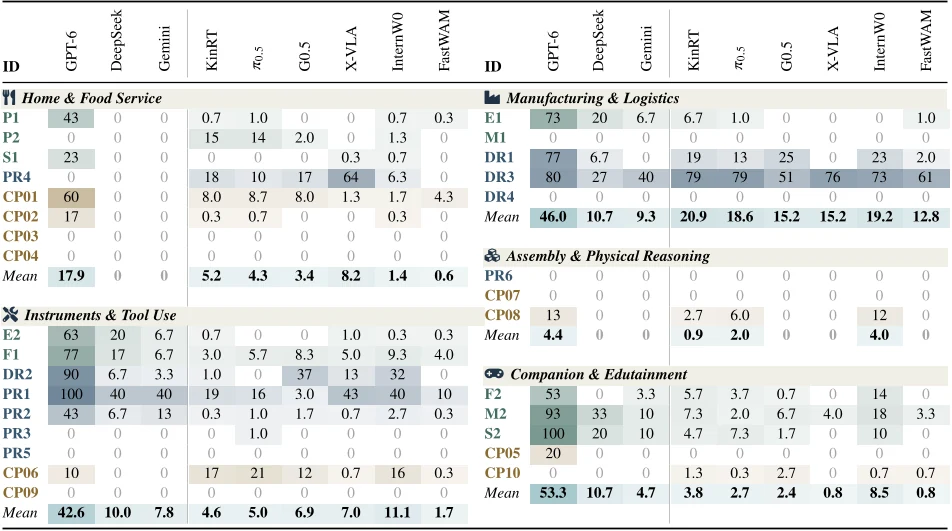 ID GPT-6 DeepSeek Gemini KinRT π0.5 G0.5 X-VLA InternW0 FastWAM
Home & Food Service
P1 43 0 0 0.7 1.0 0 0 0.7 0.3
P2 0 0 0 15 14 2.0 0 1.3 0
S1 23 0 0 0 0 0 0.3 0.7 0
PR4 0 0 0 18 10 17 64 6.3 0
CP01 60 0 0 8.0 8.7 8.0 1.3 1.7 4.3
CP02 17 0 0 0.3 0.7 0 0 0.3 0
CP03 0 0 0 0 0 0 0 0 0
CP04 0 0 0 0 0 0 0 0 0
Mean 17.9 0 0 5.2 4.3 3.4 8.2 1.4 0.6
Instruments & Tool Use
E2 63 20 6.7 0.7 0 0 1.0 0.3 0.3
F1 77 17 6.7 3.0 5.7 8.3 5.0 9.3 4.0
DR2 90 6.7 3.3 1.0 0 37 13 32 0
PR1 100 40 40 19 16 3.0 43 40 10
PR2 43 6.7 13 0.3 1.0 1.7 0.7 2.7 0.3
PR3 0 0 0 0 1.0 0 0 0 0
PR5 0 0 0 0 0 0 0 0 0
CP06 10 0 0 17 21 12 0.7 16 0.3
CP09 0 0 0 0 0 0 0 0 0
Mean 42.6 10.0 7.8 4.6 5.0 6.9 7.0 11.1 1.7
ID GPT-6 DeepSeek Gemini KinRT π0.5 G0.5 X-VLA InternW0 FastWAM
Manufacturing & Logistics
E1 73 20 6.7 6.7 1.0 0 0 0 1.0
M1 0 0 0 0 0 0 0 0 0
DR1 77 6.7 0 19 13 25 0 23 2.0
DR3 80 27 40 79 79 51 76 73 61
DR4 0 0 0 0 0 0 0 0 0
Mean 46.0 10.7 9.3 20.9 18.6 15.2 15.2 19.2 12.8
Assembly & Physical Reasoning
PR6 0 0 0 0 0 0 0 0 0
CP07 0 0 0 0 0 0 0 0 0
CP08 13 0 0 2.7 6.0 0 0 12 0
Mean 4.4 0 0 0.9 2.0 0 0 4.0 0
Companion & Edutainment
F2 53 0 3.3 5.7 3.7 0.7 0 14 0
M2 93 33 10 7.3 2.0 6.7 4.0 18 3.3
S2 100 20 10 4.7 7.3 1.7 0 10 0
CP05 20 0 0 0 0 0 0 0 0
CP10 0 0 0 1.3 0.3 2.7 0 0.7 0.7
Mean 53.3 10.7 4.7 3.8 2.7 2.4 0.8 8.5 0.8